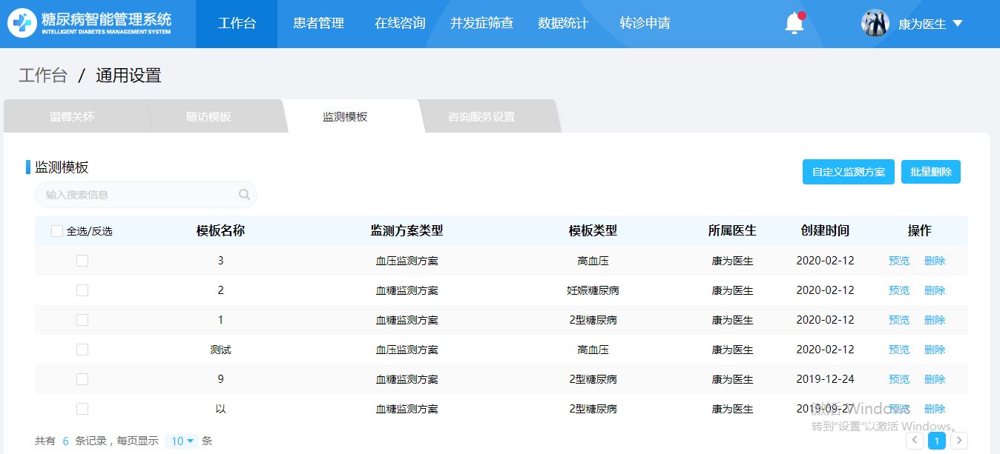 糖尿病智能管理系统
INTELLIGENT DIABETES MANAGEMENT SYSTEM
工作台 患者管理 在线咨询 并发症筛查 数据统计 转诊申请 康为医生
工作台 / 通用设置
温馨关怀 随访模板 监测模板 咨询服务设置
监测模板
自定义监测方案 批量删除
输入搜索信息
全选/反选 模板名称 监测方案类型 模板类型 所属医生 创建时间 操作
3 血压监测方案 高血压 康为医生 2020-02-12 预览 删除
2 血糖监测方案 妊娠糖尿病 康为医生 2020-02-12 预览 删除
1 血糖监测方案 2型糖尿病 康为医生 2020-02-12 预览 删除
测试 血压监测方案 高血压 康为医生 2020-02-12 预览 删除
9 血糖监测方案 2型糖尿病 康为医生 2019-12-24 预览 删除
以 血糖监测方案 2型糖尿病 康为医生 2019-09-27 预览 删除
激活 Windows
转到"设置"以激活 Windows。
共有 6 条记录，每页显示 10 条
1